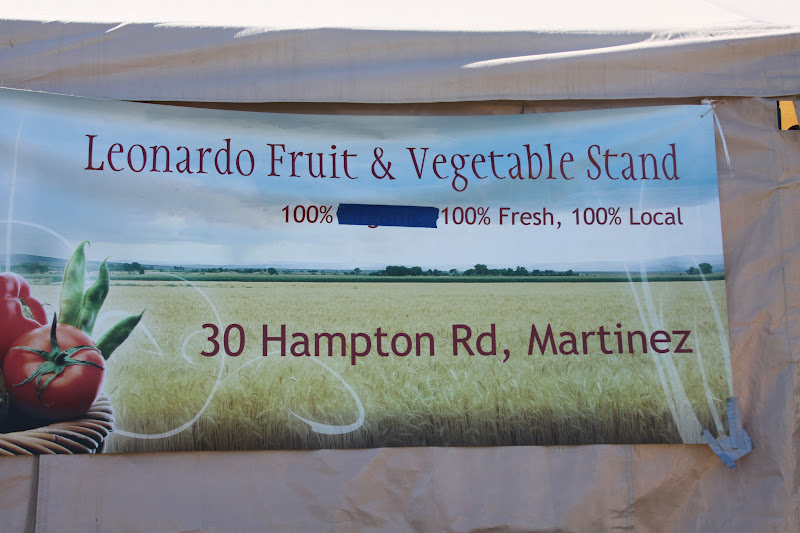 Leonardo Fruit & Vegetable Stand
100% 100% Fresh, 100% Local
30 Hampton Rd, Martinez